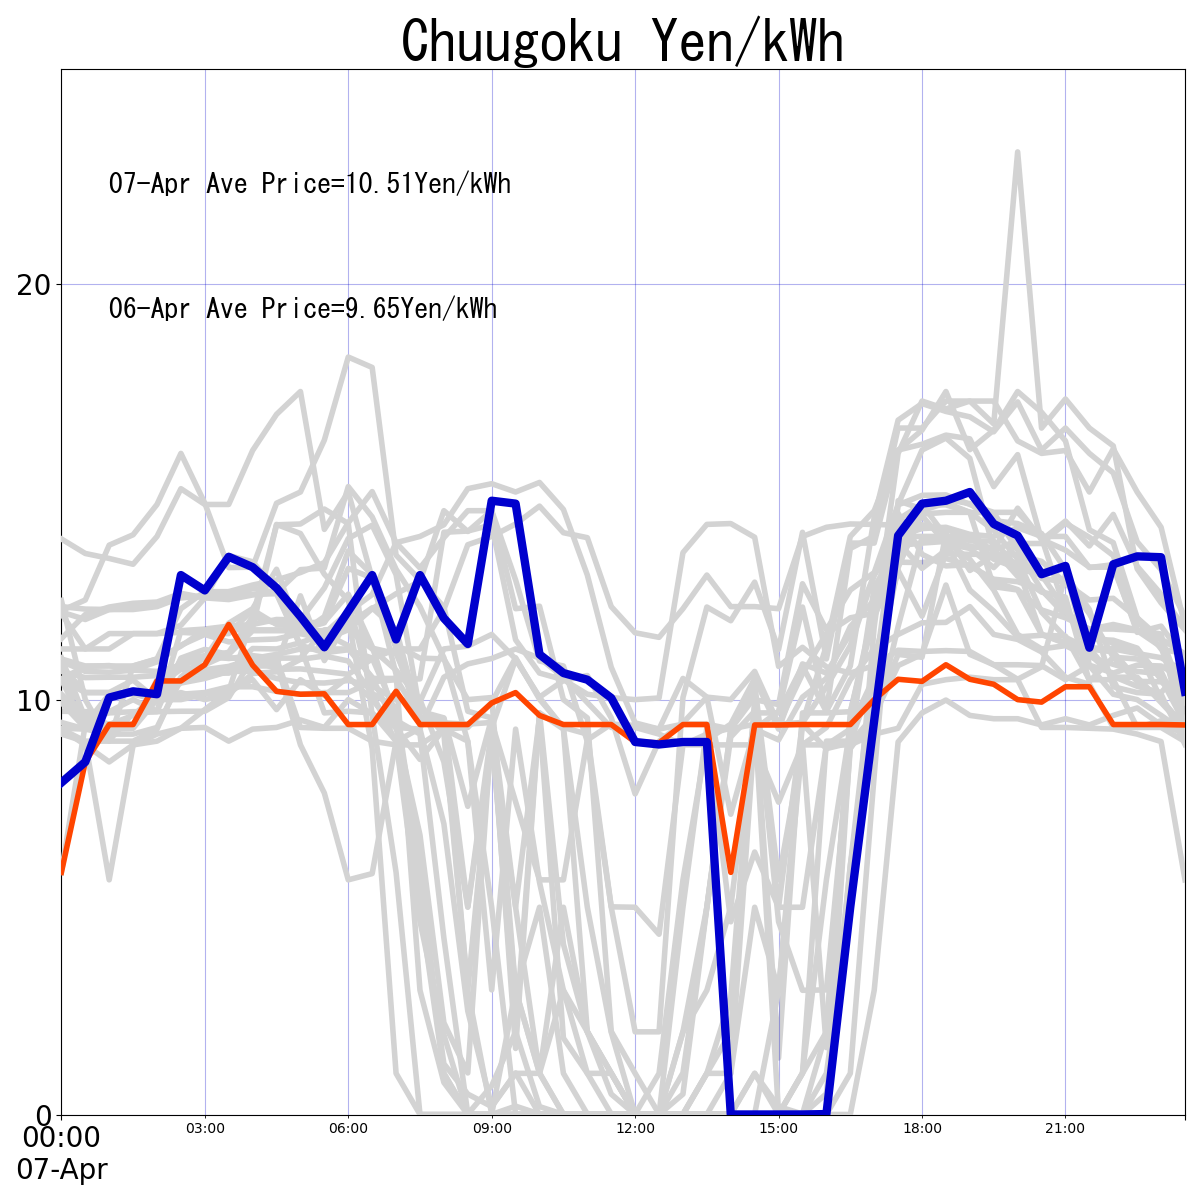 Chuugoku Yen/kWh
07-Apr Ave Price=10.51Yen/kWh
20
06-Apr Ave Price=9.65Yen/kWh
10
0
00:00 03:00 06:00 09:00 12:00 15:00 18:00 21:00
07-Apr